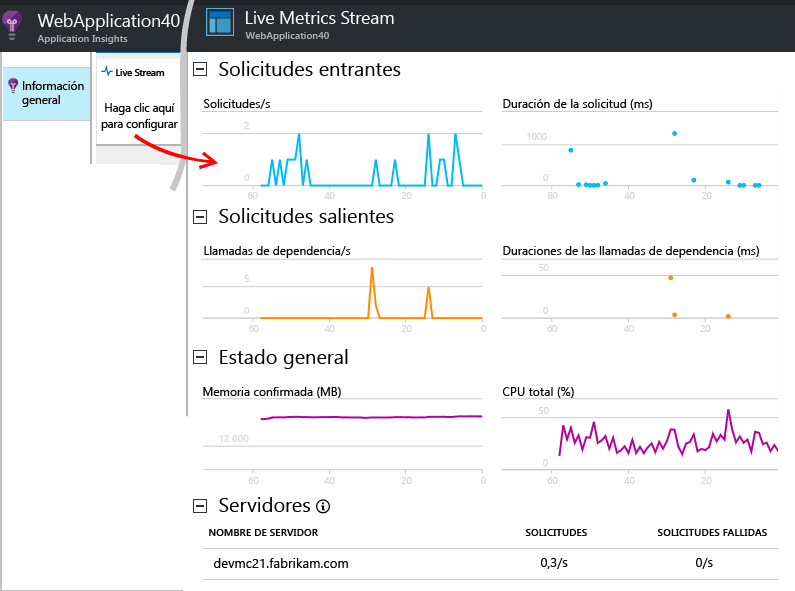 WebApplication40
Application Insights
Live Metrics Stream
WebApplication40
Información
general
Live Stream
Haga clic aquí
para configurar
Solicitudes entrantes
Solicitudes/s
2
0
60 40 20 0
Duración de la solicitud (ms)
1000
0
80 40 20
Solicitudes salientes
Llamadas de dependencia/s
5
0
60 40 20 0
Duraciones de las llamadas de dependencia (ms)
50
0
60 40 20
Estado general
Memoria confirmada (MB)
12 000
60 40 20 0
CPU total (%)
50
0
60 40 20
Servidores
NOMBRE DE SERVIDOR SOLICITUDES SOLICITUDES FALLIDAS
devmc21.fabrikam.com 0,3/s 0/s